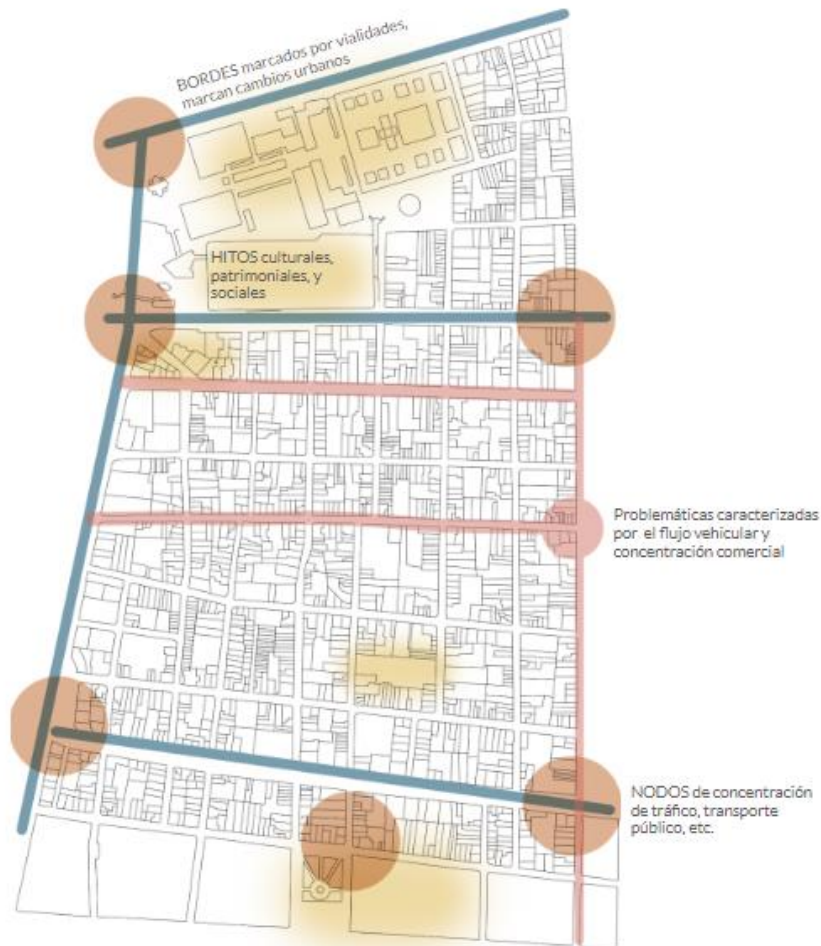 BORDES marcados por vialidades,
marcan cambios urbanos
HITOS culturales,
patrimoniales, y
sociales
Problemáticas caracterizadas
por el flujo vehicular y
concentración comercial
NODOS de concentración
de tráfico, transporte
público, etc.